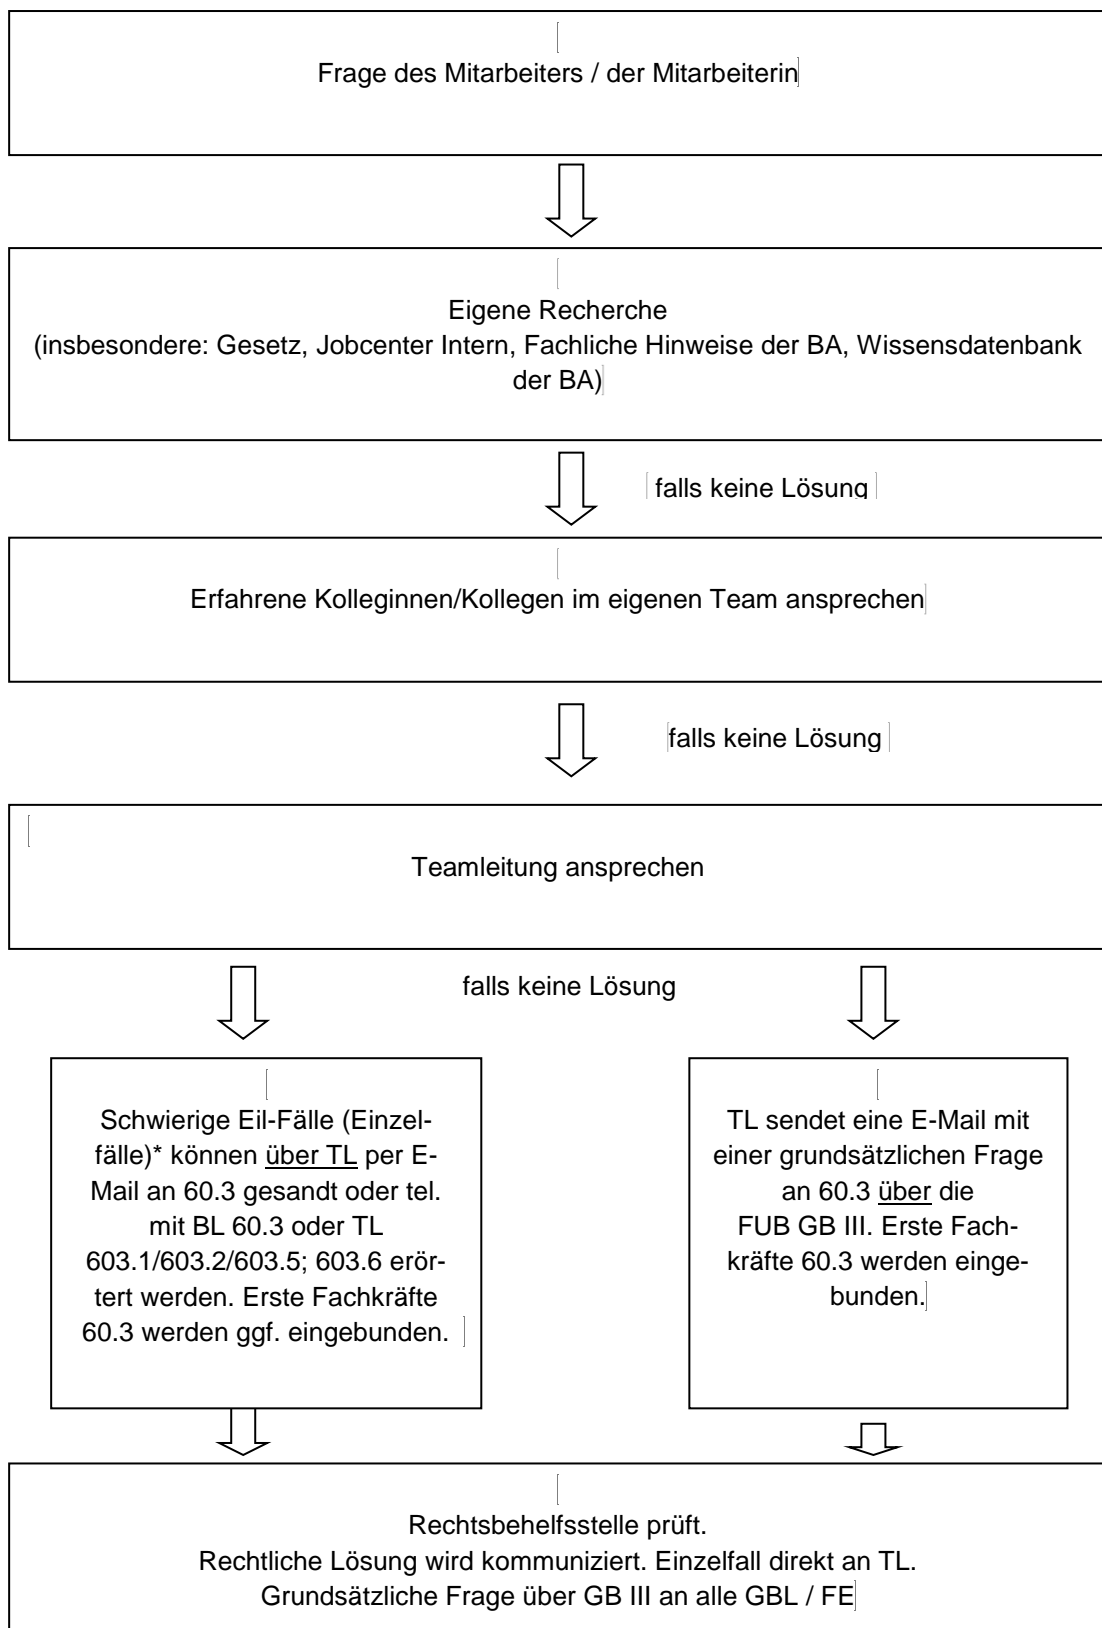 Frage des Mitarbeiters / der Mitarbeiterin
Eigene Recherche
(insbesondere: Gesetz, Jobcenter Intern, Fachliche Hinweise der BA, Wissensdatenbank
der BA)
falls keine Lösung
Erfahrene Kolleginnen/Kollegen im eigenen Team ansprechen
falls keine Lösung
Teamleitung ansprechen
falls keine Lösung
Schwierige Eil-Fälle (Einzel-
fälle)* können über TL per E-
Mail an 60.3 gesandt oder tel.
mit BL 60.3 oder TL
603.1/603.2/603.5; 603.6 erör-
tert werden. Erste Fachkräfte
60.3 werden ggf. eingebunden.
TL sendet eine E-Mail mit
einer grundsätzlichen Frage
an 60.3 über die
FUB GB III. Erste Fach-
kräfte 60.3 werden einge-
bunden.
Rechtsbehelfsstelle prüft.
Rechtliche Lösung wird kommuniziert. Einzelfall direkt an TL.
Grundsätzliche Frage über GB III an alle GBL / FE